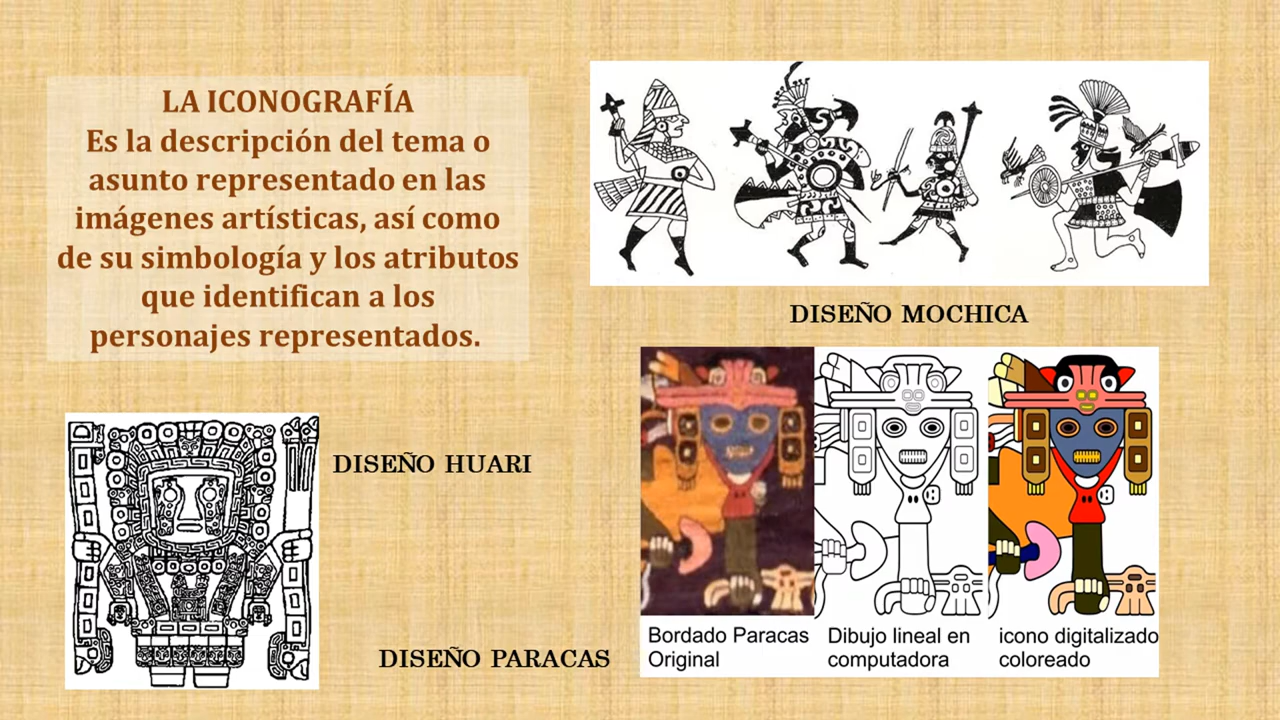 LA ICONOGRAFÍA
Es la descripción del tema o
asunto representado en las
imágenes artísticas, así como
de su simbología y los atributos
que identifican a los
personajes representados.
DISEÑO MOCHICA
DISEÑO HUARI
DISEÑO PARACAS
Bordado Paracas
Original
Dibujo lineal en
computadora
icono digitalizado
coloreado